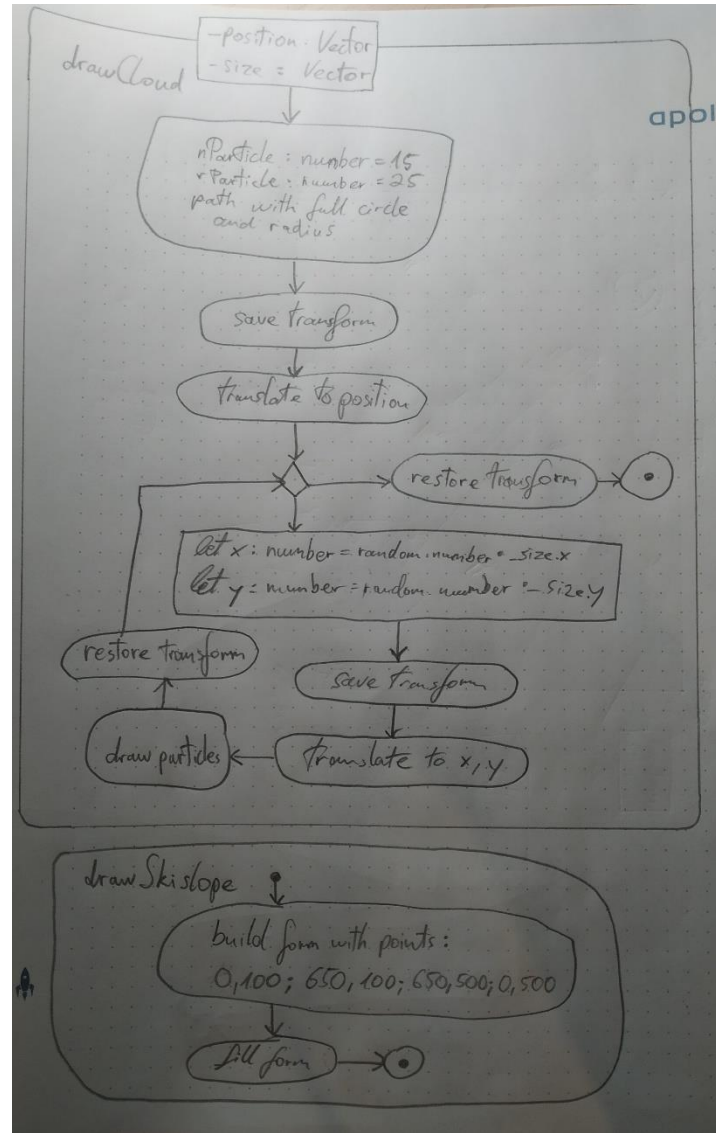 -position: Vector
-size = Vector
drawCloud
apol
nParticle: number = 15
rParticle: number = 25
path with full circle
and radius
save transform
translate to position
restore transform
let x: number = random.number * _size.x
let y: number = random.number * _size.y
restore transform
save transform
draw particles
translate to x,y
drawSkislope
build form with points:
0,100; 650,100; 650,500; 0,500
fill form